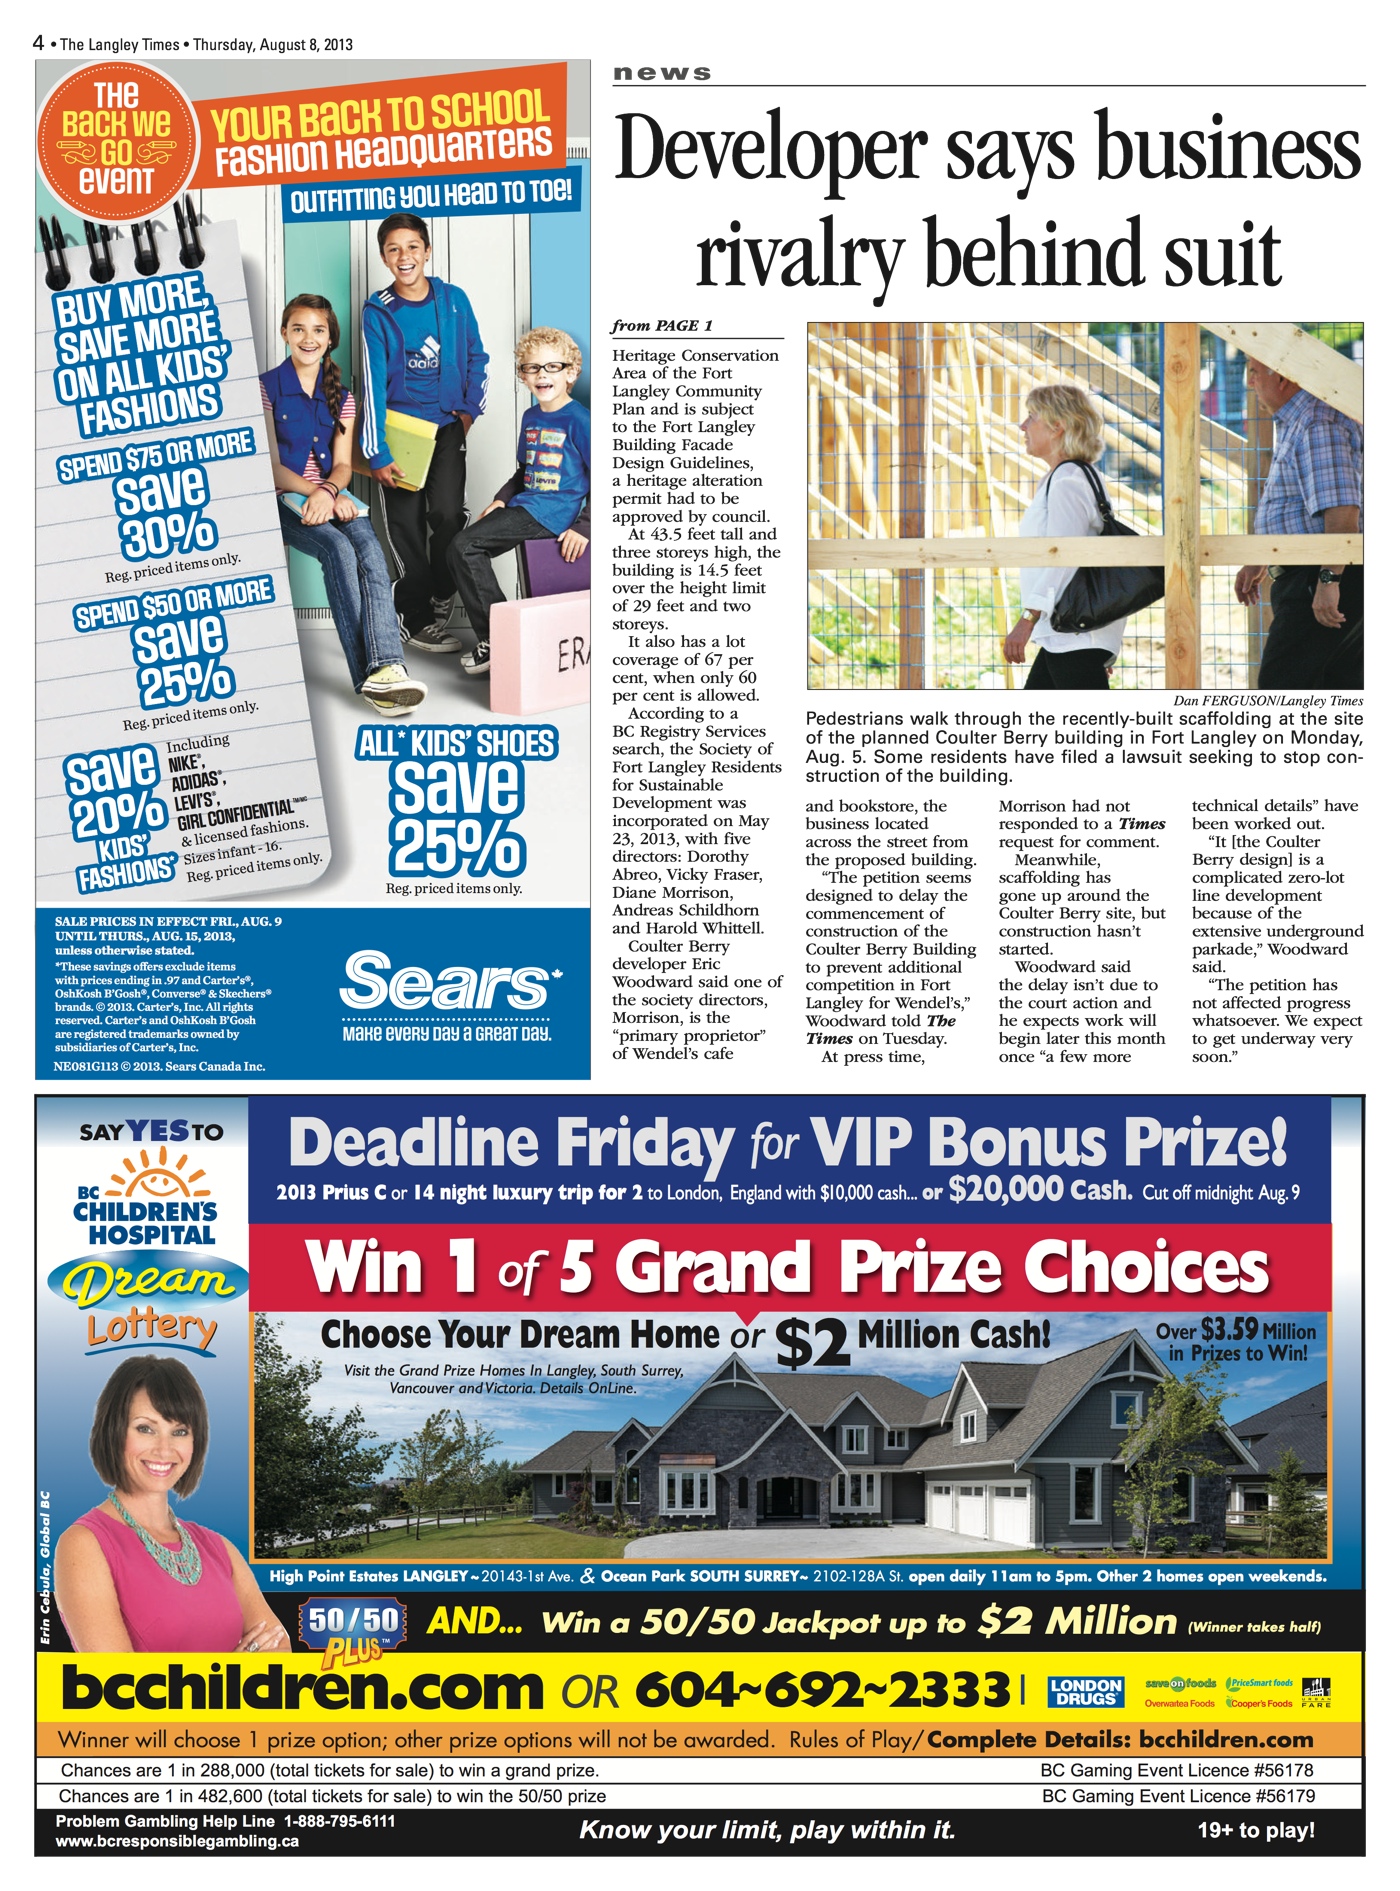 4 • The Langley Times • Thursday, August 8, 2013
THE
BACK WE
GO
EVENT
YOUR BACK TO SCHOOL
FASHION HEADQUARTERS
OUTFITTING YOU HEAD TO TOE!
BUY MORE,
SAVE MORE
ON ALL KIDS'
FASHIONS
SPEND $75 OR MORE
save
30%
Reg. priced items only.
SPEND $50 OR MORE
save
25%
Reg. priced items only.
save
20%
KIDS'
FASHIONS*
Including
NIKE®,
ADIDAS®,
LEVI'S®,
GIRL CONFIDENTIAL™/MC
& licensed fashions.
Sizes infant - 16.
Reg. priced items only.
adidas
ERA
ALL* KIDS' SHOES
save
25%
Reg. priced items only.
SALE PRICES IN EFFECT FRI., AUG. 9
UNTIL THURS., AUG. 15, 2013,
unless otherwise stated.
*These savings offers exclude items
with prices ending in .97 and Carter's®,
OshKosh B'Gosh®, Converse® & Skechers®
brands. © 2013. Carter's, Inc. All rights
reserved. Carter's and OshKosh B'Gosh
are registered trademarks owned by
subsidiaries of Carter's, Inc.
NE081G113 © 2013. Sears Canada Inc.
Sears
MAKE EVERY DAY A GREAT DAY.
news
Developer says business
rivalry behind suit
from PAGE 1
Heritage Conservation
Area of the Fort
Langley Community
Plan and is subject
to the Fort Langley
Building Facade
Design Guidelines,
a heritage alteration
permit had to be
approved by council.
At 43.5 feet tall and
three storeys high, the
building is 14.5 feet
over the height limit
of 29 feet and two
storeys.
It also has a lot
coverage of 67 per
cent, when only 60
per cent is allowed.
According to a
BC Registry Services
search, the Society of
Fort Langley Residents
for Sustainable
Development was
incorporated on May
23, 2013, with five
directors: Dorothy
Abreo, Vicky Fraser,
Diane Morrison,
Andreas Schildhorn
and Harold Whittell.
Coulter Berry
developer Eric
Woodward said one of
the society directors,
Morrison, is the
“primary proprietor”
of Wendel's cafe
Dan FERGUSON/Langley Times
Pedestrians walk through the recently-built scaffolding at the site
of the planned Coulter Berry building in Fort Langley on Monday,
Aug. 5. Some residents have filed a lawsuit seeking to stop con-
struction of the building.
and bookstore, the
business located
across the street from
the proposed building.
“The petition seems
designed to delay the
commencement of
construction of the
Coulter Berry Building
to prevent additional
competition in Fort
Langley for Wendel's,”
Woodward told The
Times on Tuesday.
At press time,
Morrison had not
responded to a Times
request for comment.
Meanwhile,
scaffolding has
gone up around the
Coulter Berry site, but
construction hasn't
started.
Woodward said
the delay isn't due to
the court action and
he expects work will
begin later this month
once “a few more
technical details” have
been worked out.
“It [the Coulter
Berry design] is a
complicated zero-lot
line development
because of the
extensive underground
parkade,” Woodward
said.
“The petition has
not affected progress
whatsoever. We expect
to get underway very
soon.”
SAY YES TO
BC
CHILDREN'S
HOSPITAL
Dream
Lottery
Erin Cebula, Global BC
Deadline Friday for VIP Bonus Prize!
2013 Prius C or 14 night luxury trip for 2 to London, England with $10,000 cash... or $20,000 Cash. Cut off midnight Aug. 9
Win 1 of 5 Grand Prize Choices
Choose Your Dream Home or $2 Million Cash!
Visit the Grand Prize Homes In Langley, South Surrey,
Vancouver and Victoria. Details OnLine.
Over $3.59 Million
in Prizes to Win!
High Point Estates LANGLEY~20143-1st Ave. & Ocean Park SOUTH SURREY~ 2102-128A St. open daily 11am to 5pm. Other 2 homes open weekends.
50/50
PLUS™
AND... Win a 50/50 Jackpot up to $2 Million (Winner takes half)
bcchildren.com OR 604~692~2333
LONDON
DRUGS
save on foods
PriceSmart foods
Overwaitea Foods
Cooper's Foods
URBAN
FARE
Winner will choose 1 prize option; other prize options will not be awarded. Rules of Play/Complete Details: bcchildren.com
Chances are 1 in 288,000 (total tickets for sale) to win a grand prize.
BC Gaming Event Licence #56178
Chances are 1 in 482,600 (total tickets for sale) to win the 50/50 prize
BC Gaming Event Licence #56179
Problem Gambling Help Line 1-888-795-6111
www.bcresponsiblegambling.ca
Know your limit, play within it.
19+ to play!